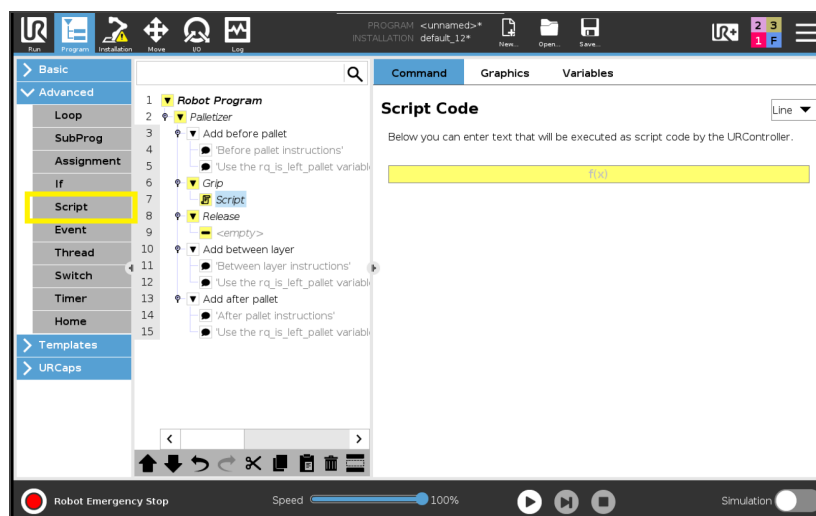 UR
Run
Program
Installation
Move
I/O
Log
PROGRAM <unnamed>*
INSTALLATION default_12*
New...
Open...
Save...
UR+
2 3
1 F
Basic
Advanced
Loop
SubProg
Assignment
If
Script
Event
Thread
Switch
Timer
Home
Templates
URCaps
1 Robot Program
2 Palletizer
3 Add before pallet
4 'Before pallet instructions'
5 'Use the rq_is_left_pallet variabl
6 Grip
7 Script
8 Release
9 <empty>
10 Add between layer
11 'Between layer instructions'
12 'Use the rq_is_left_pallet variabl
13 Add after pallet
14 'After pallet instructions'
15 'Use the rq_is_left_pallet variabl
Command Graphics Variables
Script Code
Line
Below you can enter text that will be executed as script code by the URController.
f(x)
Robot Emergency Stop
Speed 100%
Simulation